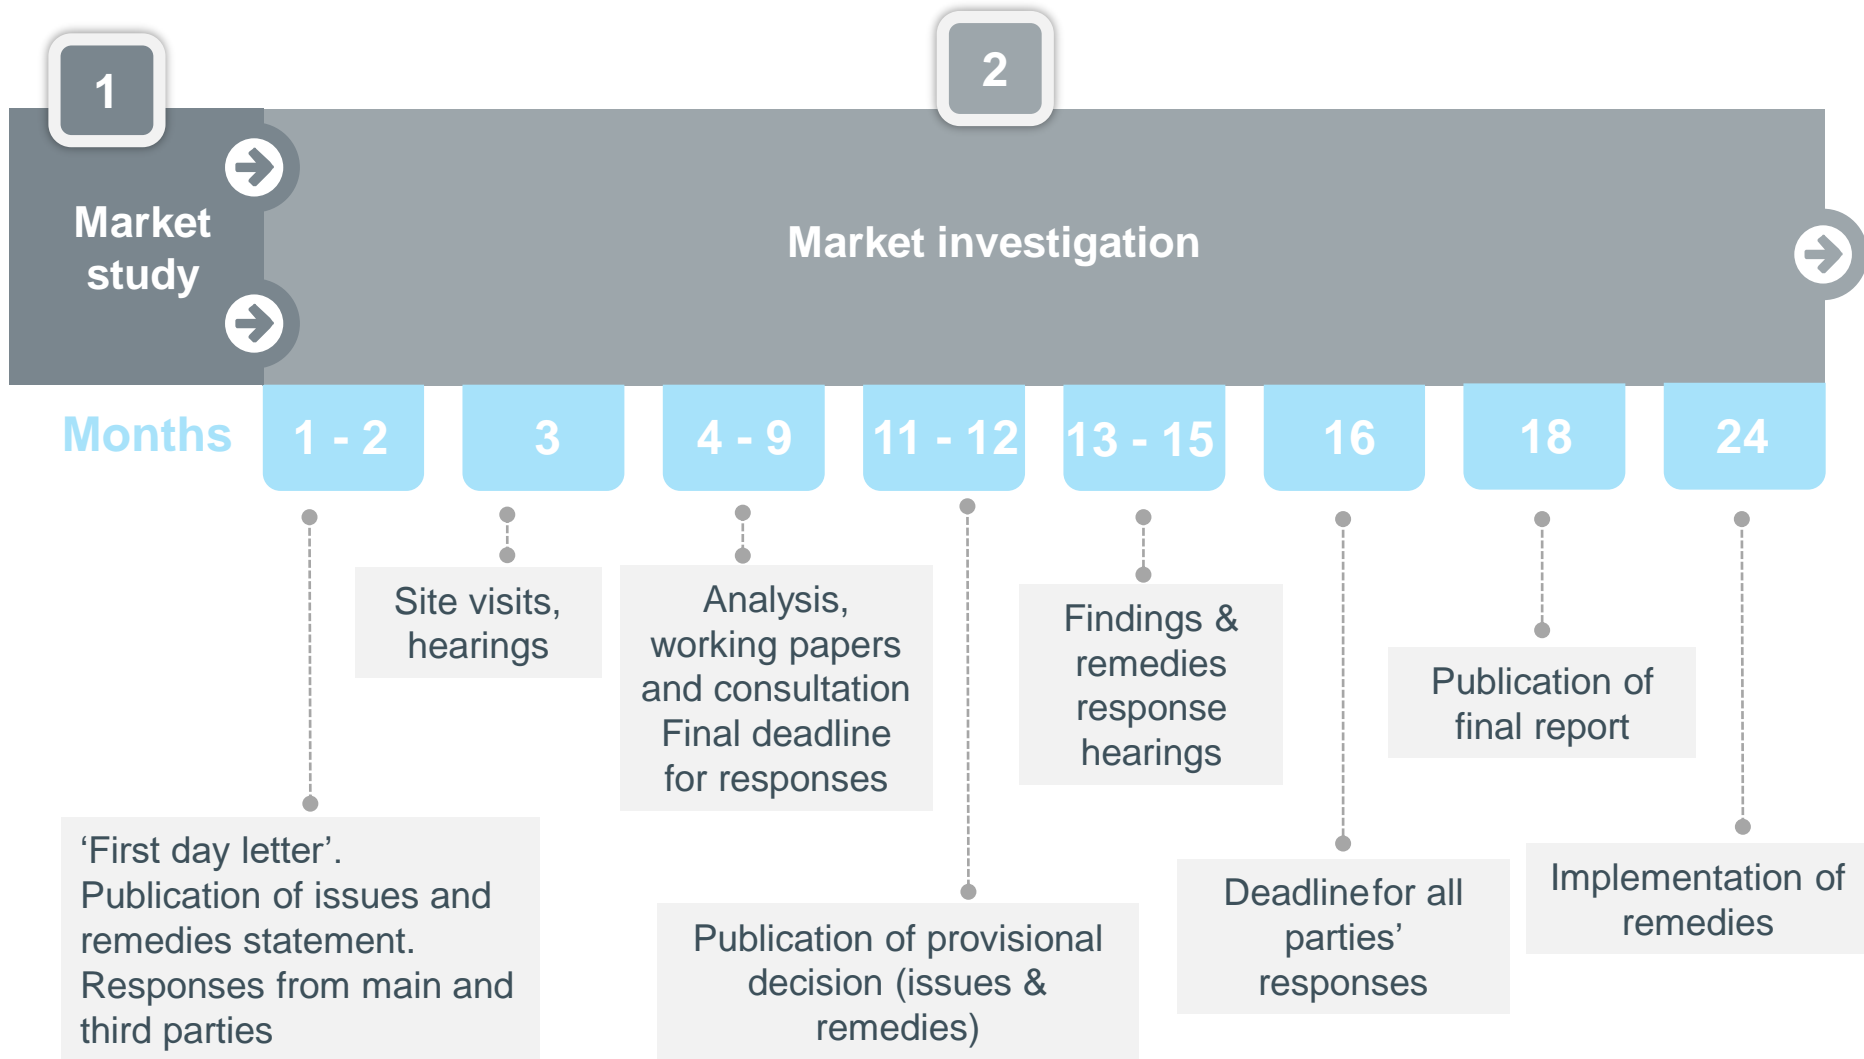 1
2
Market
study
Market investigation
Months
1 - 2
3
4 - 9
11 - 12
13 - 15
16
18
24
Site visits,
hearings
Analysis,
working papers
and consultation
Final deadline
for responses
Findings &
remedies
response
hearings
Publication of
final report
‘First day letter’.
Publication of issues and
remedies statement.
Responses from main and
third parties
Publication of provisional
decision (issues &
remedies)
Deadlinefor all
parties’
responses
Implementation of
remedies